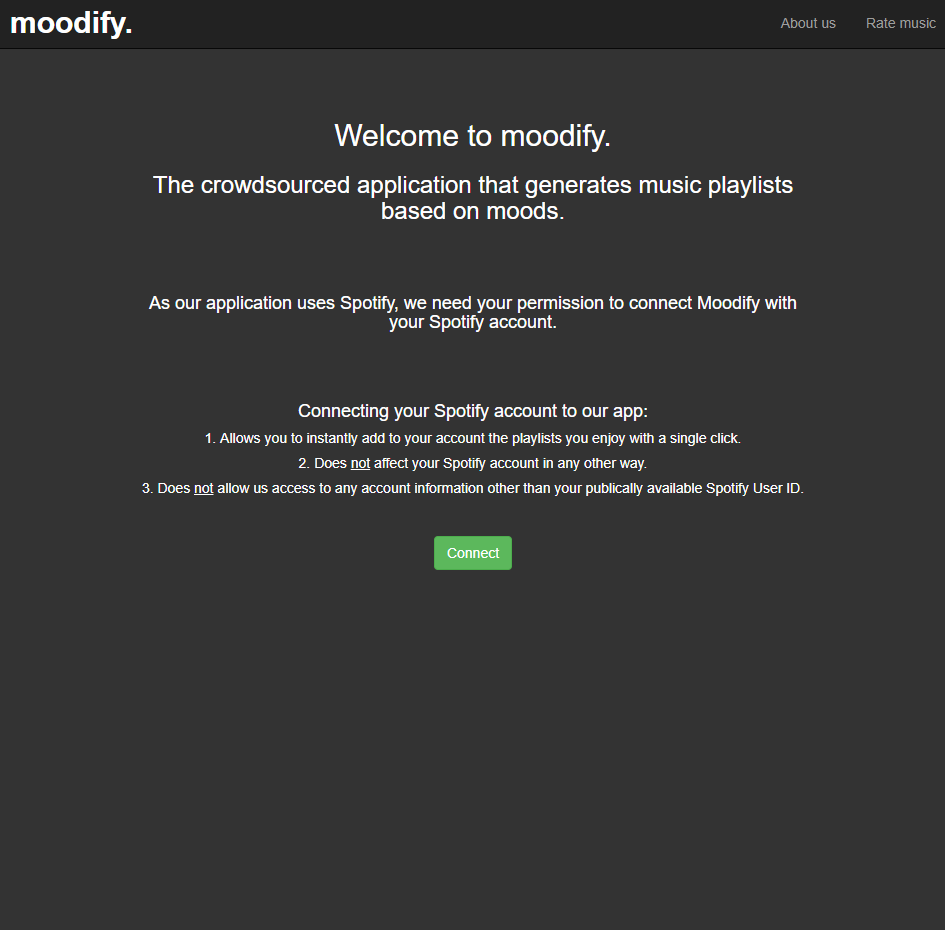 moodify.
About us
Rate music
Welcome to moodify.
The crowdsourced application that generates music playlists
based on moods.
As our application uses Spotify, we need your permission to connect Moodify with
your Spotify account.
Connecting your Spotify account to our app:
1. Allows you to instantly add to your account the playlists you enjoy with a single click.
2. Does not affect your Spotify account in any other way.
3. Does not allow us access to any account information other than your publically available Spotify User ID.
Connect